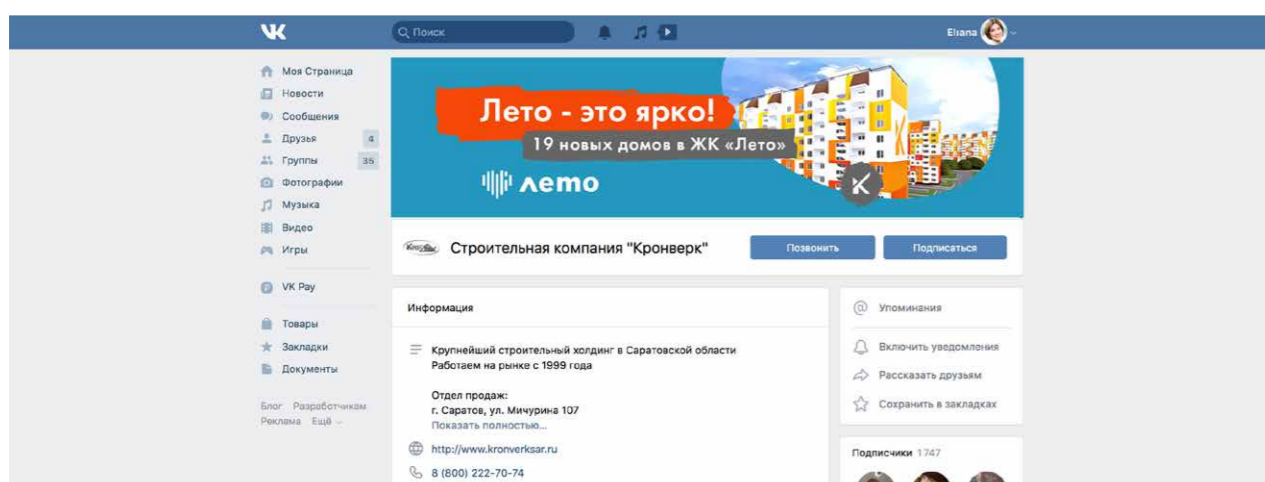 Поиск
Eliana
Моя Страница
Новости
Сообщения
Друзья 4
Группы 35
Фотографии
Музыка
Видео
Игры
VK Pay
Товары
Закладки
Документы
Блог Разработчикам
Реклама Ещё
Лето - это ярко!
19 новых домов в ЖК «Лето»
лето
Строительная компания "Кронверк"
Позвонить
Подписаться
Информация
Крупнейший строительный холдинг в Саратовской области
Работаем на рынке с 1999 года
Отдел продаж:
г. Саратов, ул. Мичурина 107
Показать полностью...
http://www.kronverksar.ru
8 (800) 222-70-74
Упоминания
Включить уведомления
Рассказать друзьям
Сохранить в закладках
Подписчики 1747